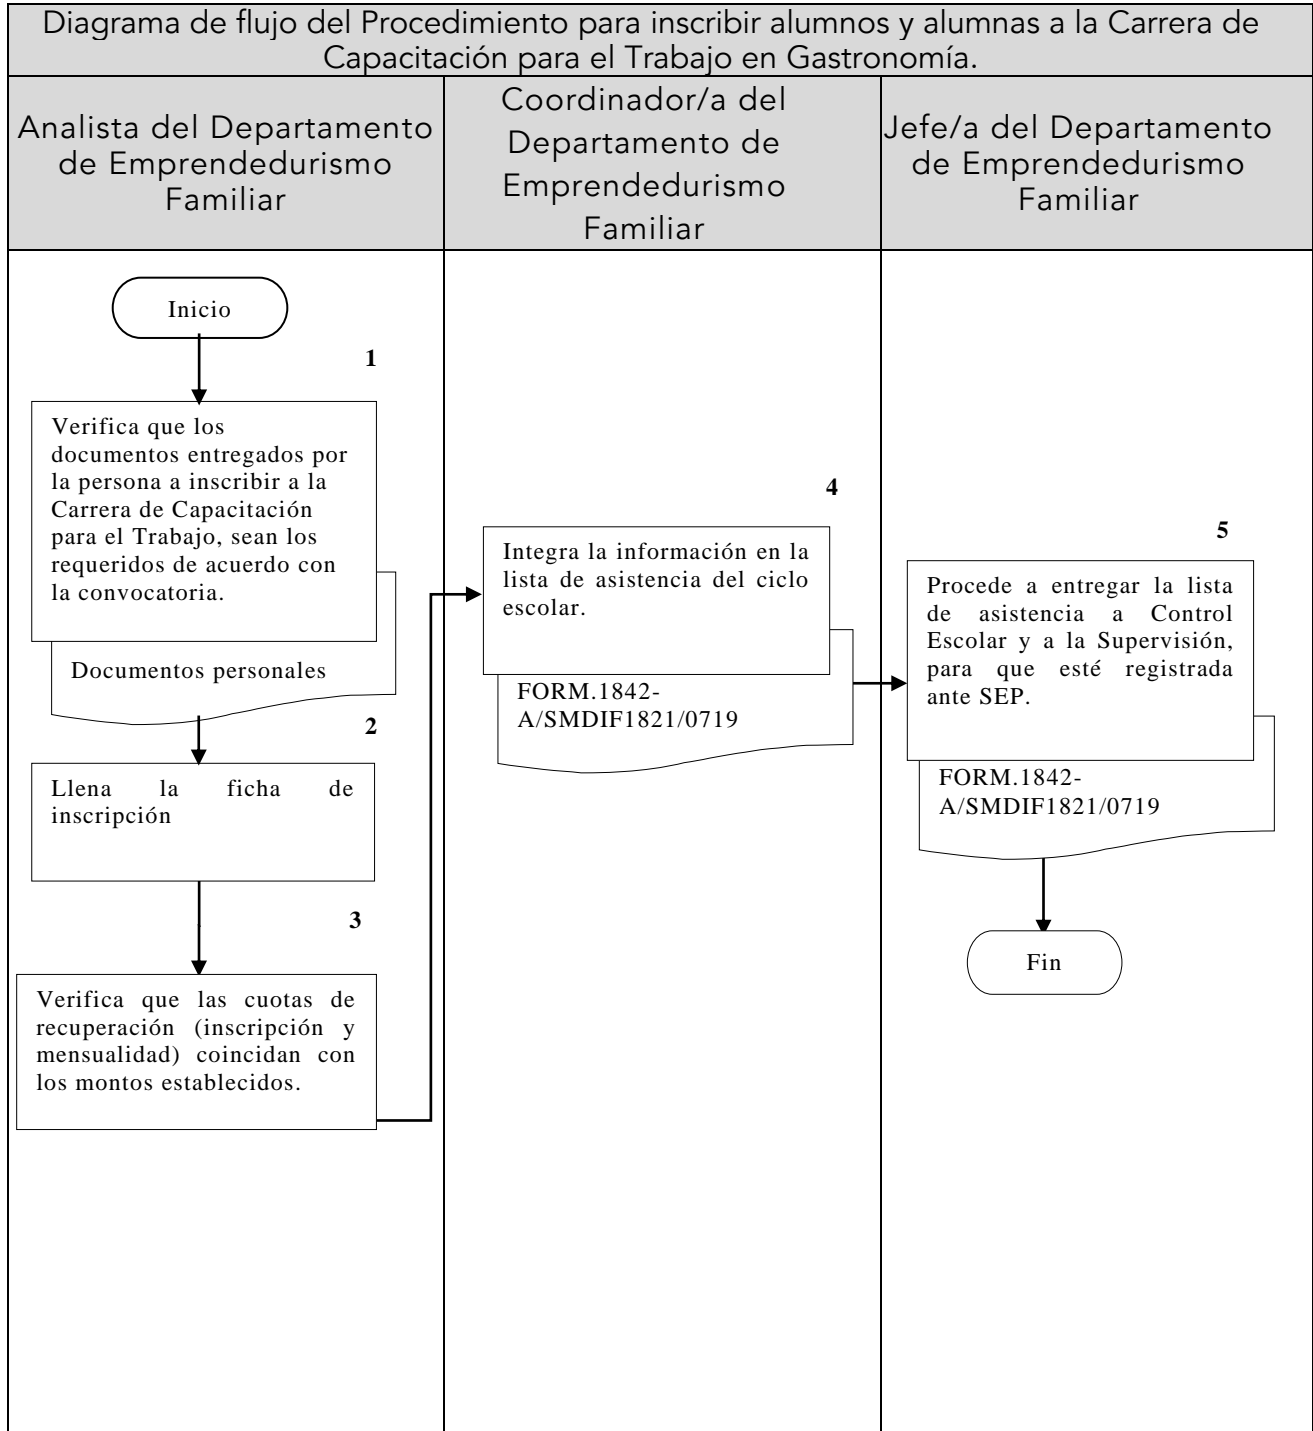 Diagrama de flujo del Procedimiento para inscribir alumnos y alumnas a la Carrera de
Capacitación para el Trabajo en Gastronomía.
Analista del Departamento
de Emprendedurismo
Familiar
Coordinador/a del
Departamento de
Emprendedurismo
Familiar
Jefe/a del Departamento
de Emprendedurismo
Familiar
Inicio
1
Verifica que los
documentos entregados por
la persona a inscribir a la
Carrera de Capacitación
para el Trabajo, sean los
requeridos de acuerdo con
la convocatoria.
Documentos personales
2
Llena la ficha de
inscripción
3
Verifica que las cuotas de
recuperación (inscripción y
mensualidad) coincidan con
los montos establecidos.
4
Integra la información en la
lista de asistencia del ciclo
escolar.
FORM.1842-
A/SMDIF1821/0719
5
Procede a entregar la lista
de asistencia a Control
Escolar y a la Supervisión,
para que esté registrada
ante SEP.
FORM.1842-
A/SMDIF1821/0719
Fin